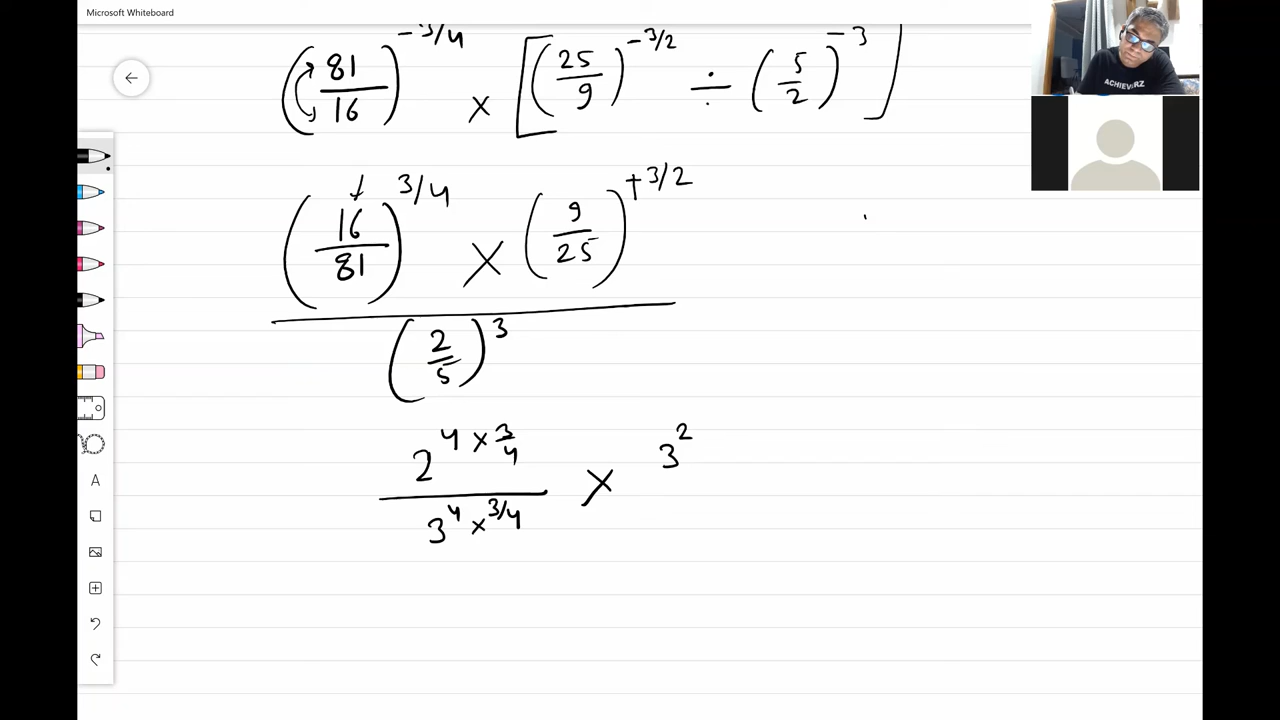 Microsoft Whiteboard
(81/16)^-3/4 × [(25/9)^-3/2 ÷ (5/2)^-3]
ACHIEVERZ
(16/81)^3/4 × (9/25)^+3/2
(2/5)^3
2^4×3/4 × 3^2
3^4×3/4
A